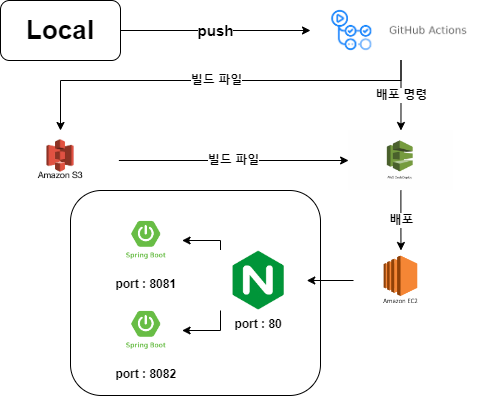 Local
push
GitHub Actions
빌드 파일
배포 명령
Amazon S3
빌드 파일
AWS CodeDeploy
배포
Spring Boot
port : 8081
port : 80
Amazon EC2
Spring Boot
port : 8082